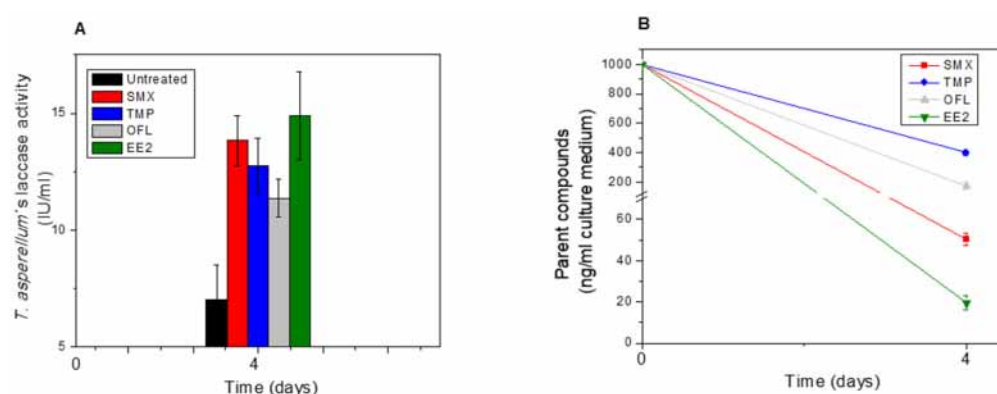 A
T. asperellum's laccase activity
(IU/ml)
15
10
5
Untreated
SMX
TMP
OFL
EE2
0
4
Time (days)
B
Parent compounds
(ng/ml culture medium)
1000
800
600
400
200
60
40
20
0
SMX
TMP
OFL
EE2
0
4
Time (days)